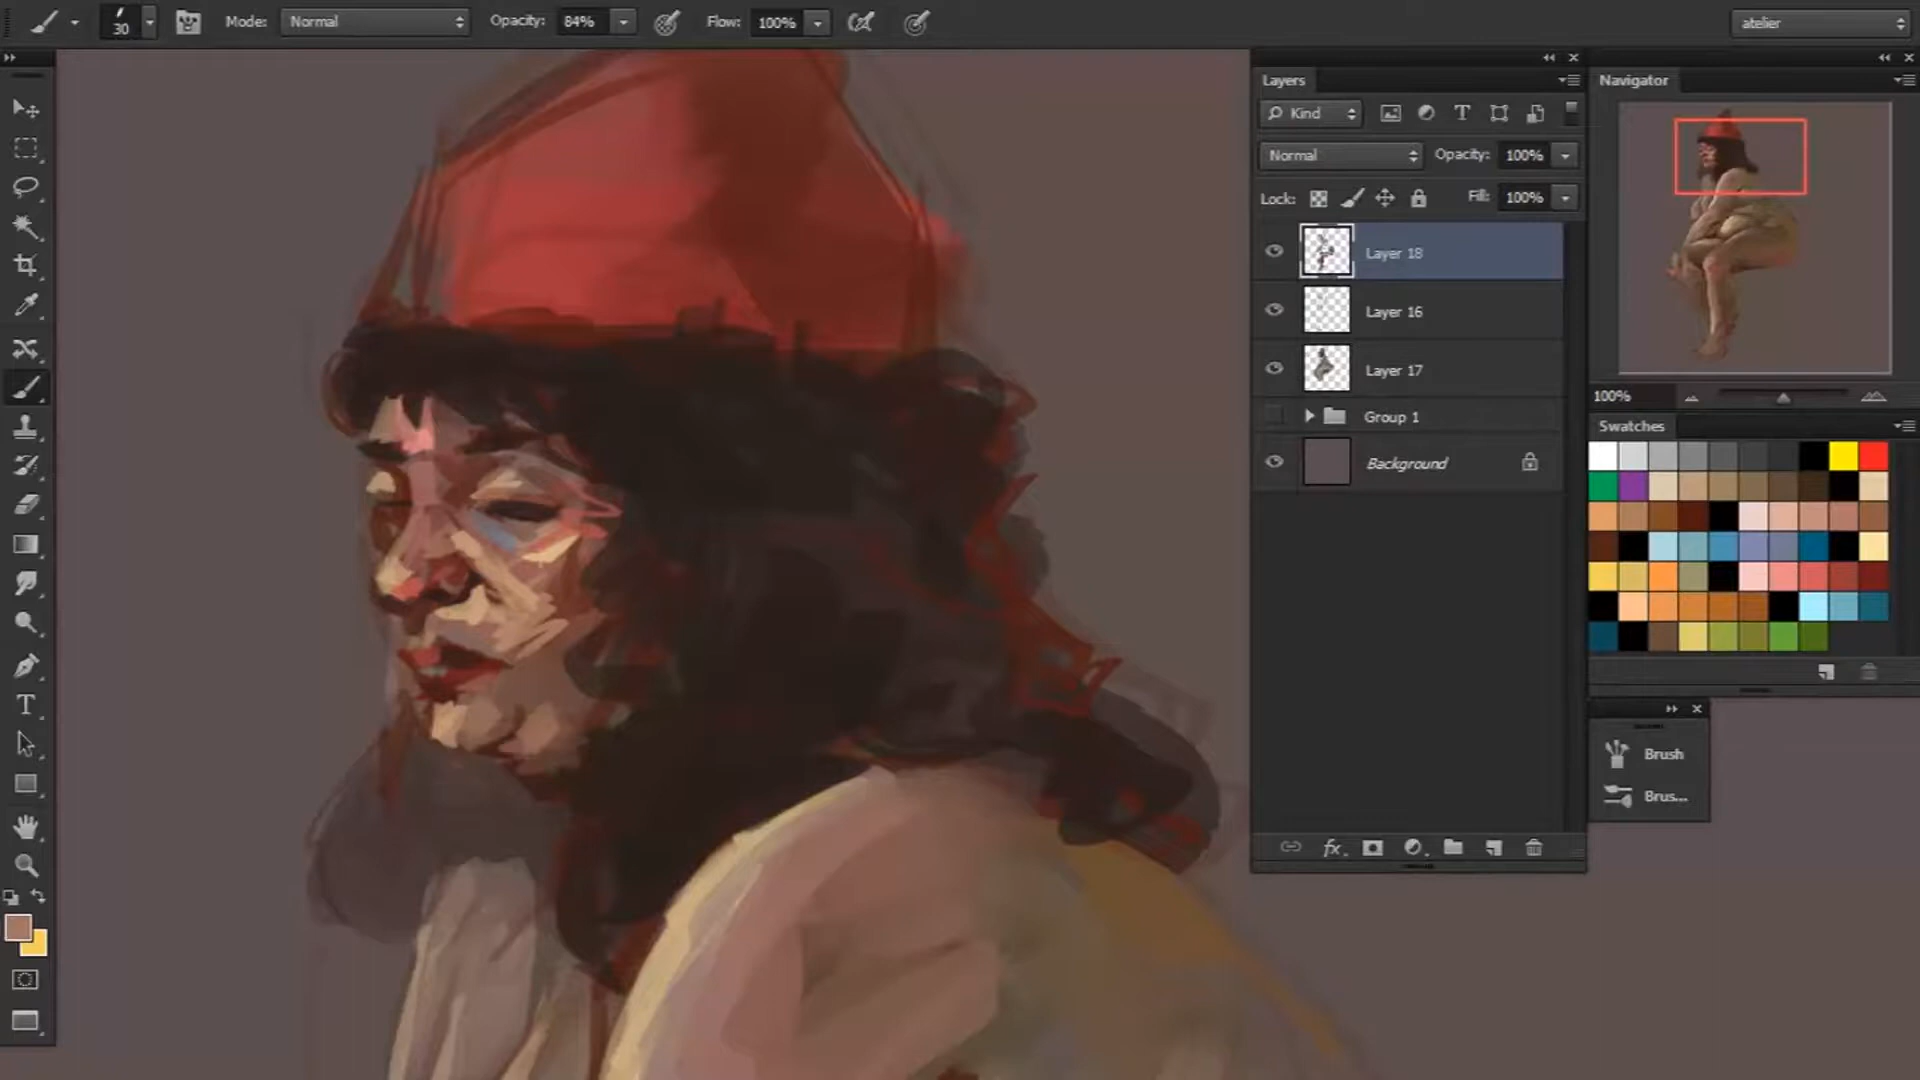 30 Mode: Normal Opacity: 84% Flow: 100% atelier
Layers
Kind
Normal Opacity: 100%
Lock: Fill: 100%
Layer 18
Layer 16
Layer 17
Group 1
Background
fx
Navigator
100%
Swatches
Brush
Brus...